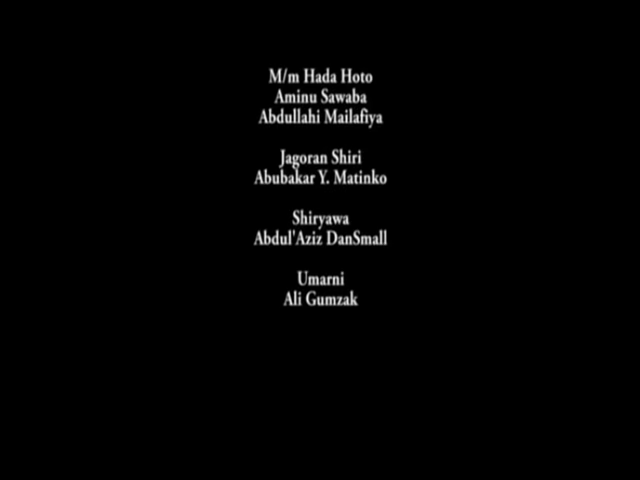 M/m Hada Hoto
Aminu Sawaba
Abdullahi Mailafiya
Jagoran Shiri
Abubakar Y. Matinko
Shiryawa
Abdul'Aziz DanSmall
Umarni
Ali Gumzak